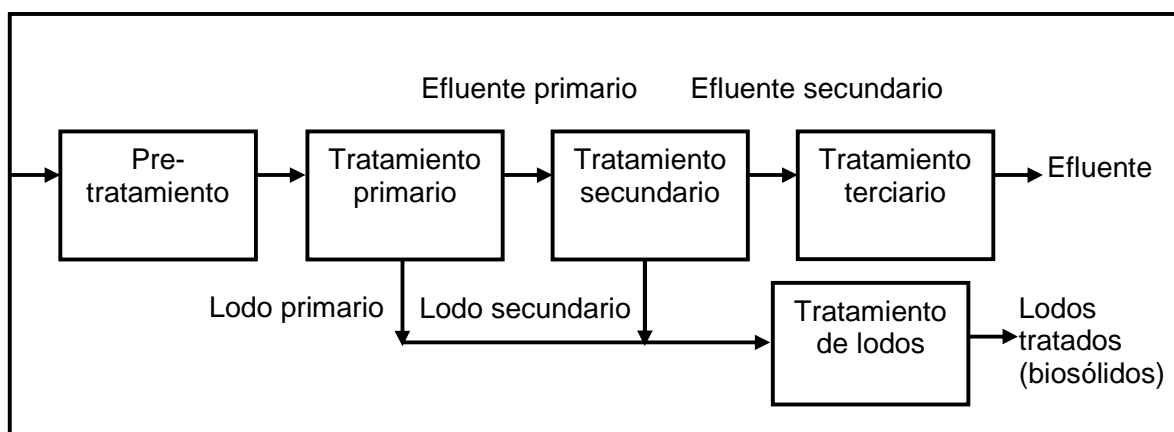 Efluente primario
Efluente secundario
Pre-
tratamiento
Tratamiento
primario
Tratamiento
secundario
Tratamiento
terciario
Efluente
Lodo primario
Lodo secundario
Tratamiento
de lodos
Lodos
tratados
(biosólidos)